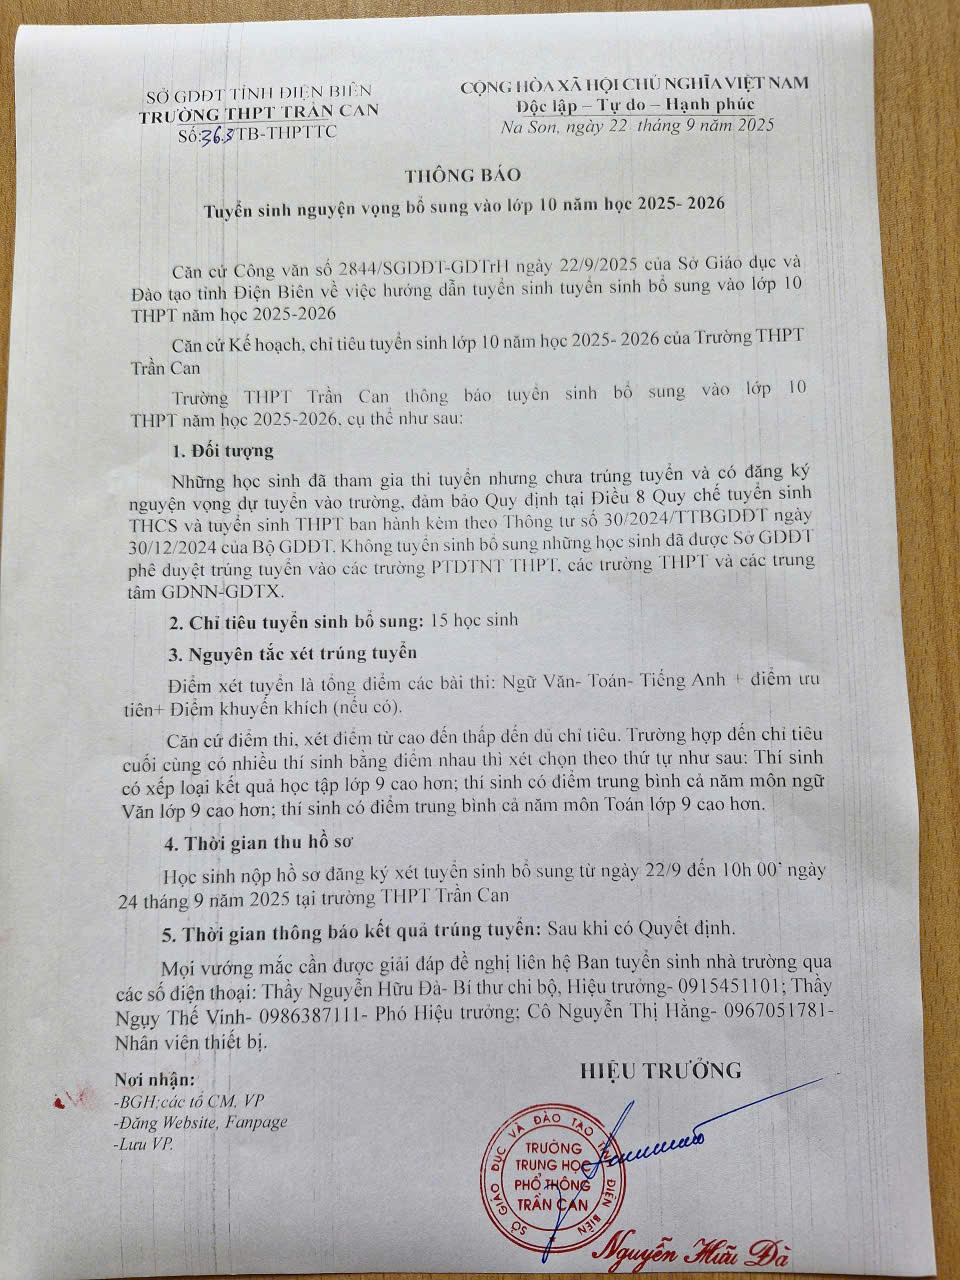 SỞ GDĐT TỈNH ĐIỆN BIÊN
TRƯỜNG THPT TRẦN CAN
Số:363TB-THPTTC
CỘNG HÒA XÃ HỘI CHỦ NGHĨA VIỆT NAM
Độc lập – Tự do – Hạnh phúc
Na Son, ngày 22 tháng 9 năm 2025
THÔNG BÁO
Tuyển sinh nguyện vọng bổ sung vào lớp 10 năm học 2025- 2026
Căn cứ Công văn số 2844/SGDĐT-GDTrH ngày 22/9/2025 của Sở Giáo dục và
Đào tạo tỉnh Điện Biên về việc hướng dẫn tuyển sinh tuyển sinh bổ sung vào lớp 10
THPT năm học 2025-2026
Căn cứ Kế hoạch, chỉ tiêu tuyển sinh lớp 10 năm học 2025- 2026 của Trường THPT
Trần Can
Trường THPT Trần Can thông báo tuyển sinh bổ sung vào lớp 10
THPT năm học 2025-2026, cụ thể như sau:
1. Đối tượng
Những học sinh đã tham gia thi tuyển nhưng chưa trúng tuyển và có đăng ký
nguyện vọng dự tuyển vào trường, đảm bảo Quy định tại Điều 8 Quy chế tuyển sinh
THCS và tuyển sinh THPT ban hành kèm theo Thông tư số 30/2024/TTBGDĐT ngày
30/12/2024 của Bộ GDĐT. Không tuyển sinh bổ sung những học sinh đã được Sở GDĐT
phê duyệt trúng tuyển vào các trường PTDTNT THPT, các trường THPT và các trung
tâm GDNN-GDTX.
2. Chỉ tiêu tuyển sinh bổ sung: 15 học sinh
3. Nguyên tắc xét trúng tuyển
Điểm xét tuyển là tổng điểm các bài thi: Ngữ Văn- Toán- Tiếng Anh + điểm ưu
tiên+ Điểm khuyến khích (nếu có).
Căn cứ điểm thi, xét điểm từ cao đến thấp đến đủ chỉ tiêu. Trường hợp đến chỉ tiêu
cuối cùng có nhiều thí sinh bằng điểm nhau thì xét chọn theo thứ tự như sau: Thí sinh
có xếp loại kết quả học tập lớp 9 cao hơn; thí sinh có điểm trung bình cả năm môn ngữ
Văn lớp 9 cao hơn; thí sinh có điểm trung bình cả năm môn Toán lớp 9 cao hơn.
4. Thời gian thu hồ sơ
Học sinh nộp hồ sơ đăng ký xét tuyển sinh bổ sung từ ngày 22/9 đến 10h 00' ngày
24 tháng 9 năm 2025 tại trường THPT Trần Can
5. Thời gian thông báo kết quả trúng tuyển: Sau khi có Quyết định.
Mọi vướng mắc cần được giải đáp đề nghị liên hệ Ban tuyển sinh nhà trường qua
các số điện thoại: Thầy Nguyễn Hữu Đà- Bí thư chi bộ, Hiệu trưởng- 0915451101; Thầy
Ngụy Thế Vinh- 0986387111- Phó Hiệu trưởng; Cô Nguyễn Thị Hằng- 0967051781-
Nhân viên thiết bị.
Nơi nhận:
-BGH;các tổ CM, VP
-Đăng Website, Fanpage
-Lưu VP.
HIỆU TRƯỞNG
SỞ GIÁO DỤC VÀ ĐÀO TẠO TỈNH ĐIỆN BIÊN
TRƯỜNG
TRUNG HỌC
PHỔ THÔNG
TRẦN CAN
Nguyễn Hữu Đà